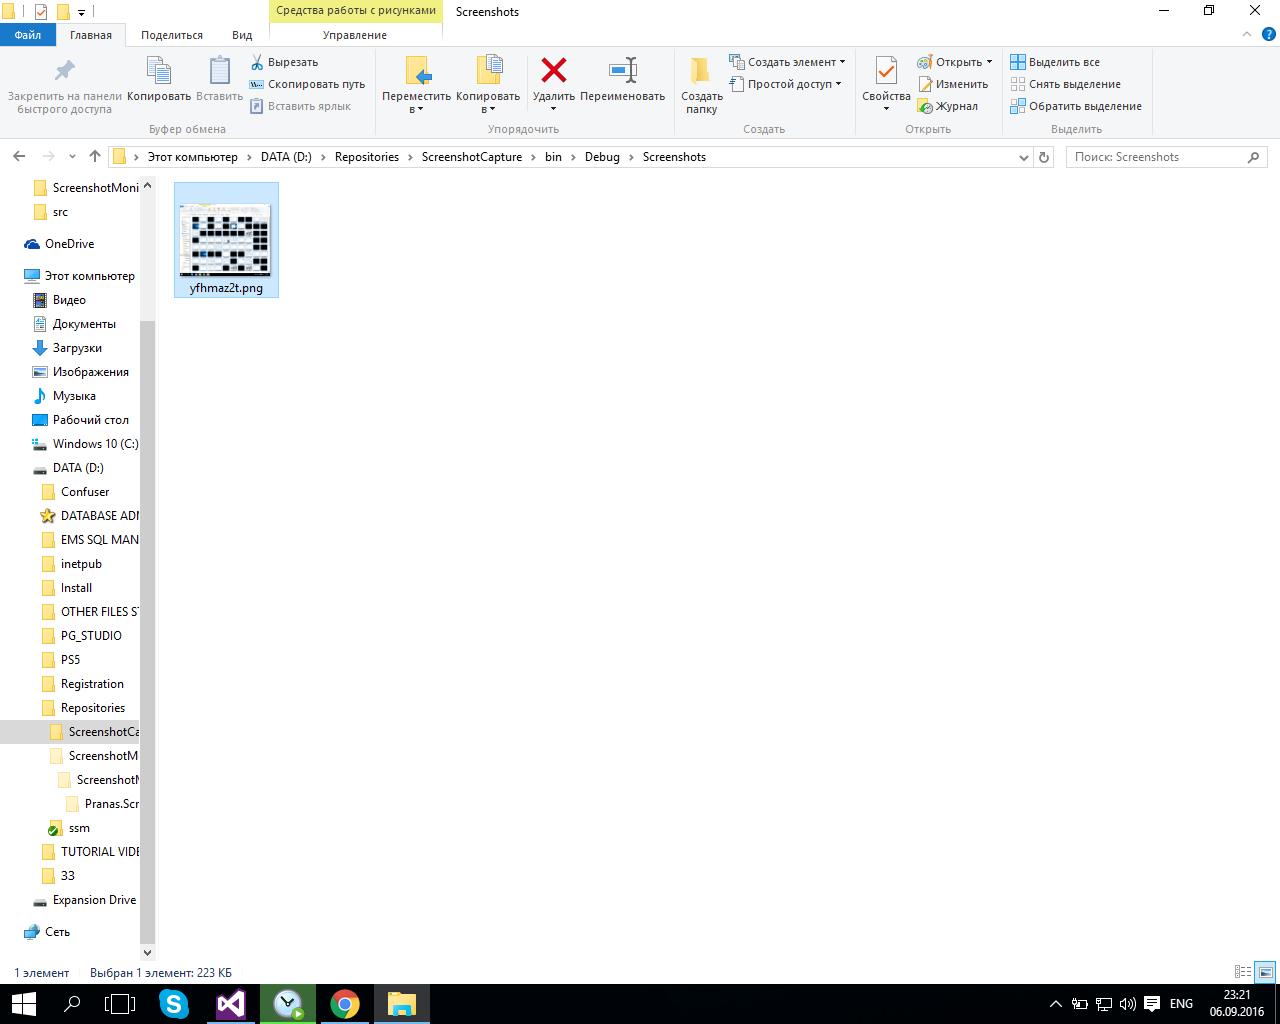 Средства работы с рисунками
Screenshots
Файл
Главная
Поделиться
Вид
Управление
Закрепить на панели
быстрого доступа
Копировать
Вставить
Вырезать
Скопировать путь
Вставить ярлык
Буфер обмена
Переместить
в
Копировать
в
Удалить
Переименовать
Упорядочить
Создать
папку
Создать элемент
Простой доступ
Создать
Свойства
Открыть
Изменить
Журнал
Открыть
Выделить все
Снять выделение
Обратить выделение
Выделить
Этот компьютер
DATA (D:)
Repositories
ScreenshotCapture
bin
Debug
Screenshots
Поиск: Screenshots
ScreenshotMoni
src
OneDrive
Этот компьютер
Видео
Документы
Загрузки
Изображения
Музыка
Рабочий стол
Windows 10 (C:)
DATA (D:)
Confuser
DATABASE ADM
EMS SQL MAN
inetpub
Install
OTHER FILES ST
PG_STUDIO
PS5
Registration
Repositories
ScreenshotCa
ScreenshotM
ScreenshotM
Pranas.Scr
ssm
TUTORIAL VIDE
33
Expansion Drive
Сеть
yfhmaz2t.png
1 элемент
Выбран 1 элемент: 223 КБ
ENG
23:21
06.09.2016